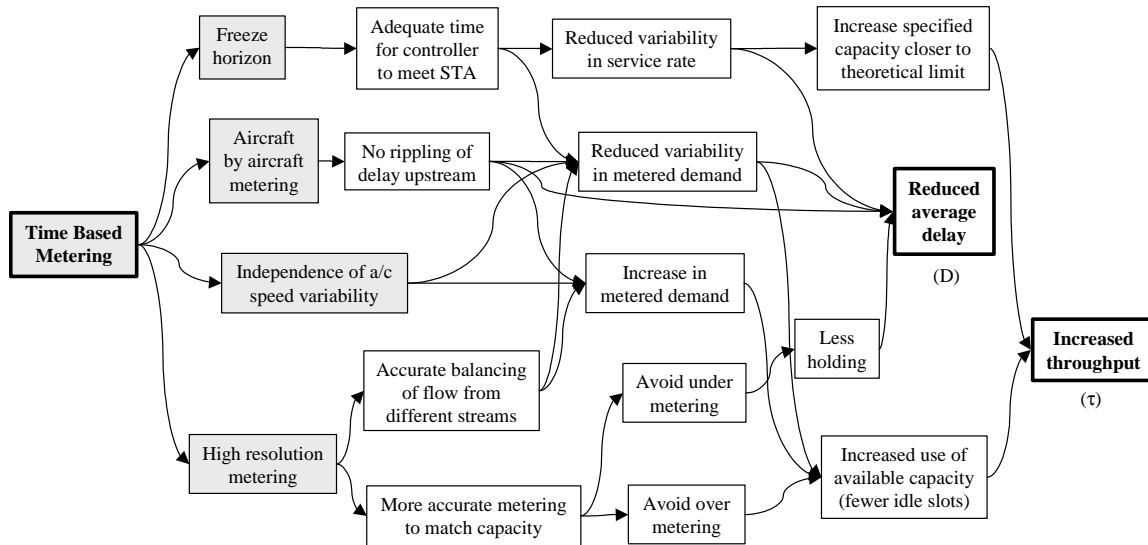 Freeze
horizon
Adequate time
for controller
to meet STA
Reduced variability
in service rate
Increase specified
capacity closer to
theoretical limit
Aircraft
by aircraft
metering
No rippling of
delay upstream
Reduced variability
in metered demand
Reduced
average
delay
(D)
Time Based
Metering
Independence of a/c
speed variability
Increase in
metered demand
Less
holding
Increased
throughput
(τ)
Accurate balancing
of flow from
different streams
Avoid under
metering
High resolution
metering
More accurate metering
to match capacity
Avoid over
metering
Increased use of
available capacity
(fewer idle slots)